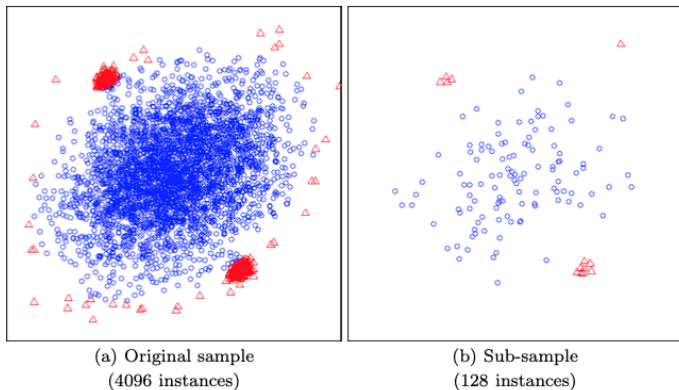 (a) Original sample
(4096 instances)
(b) Sub-sample
(128 instances)